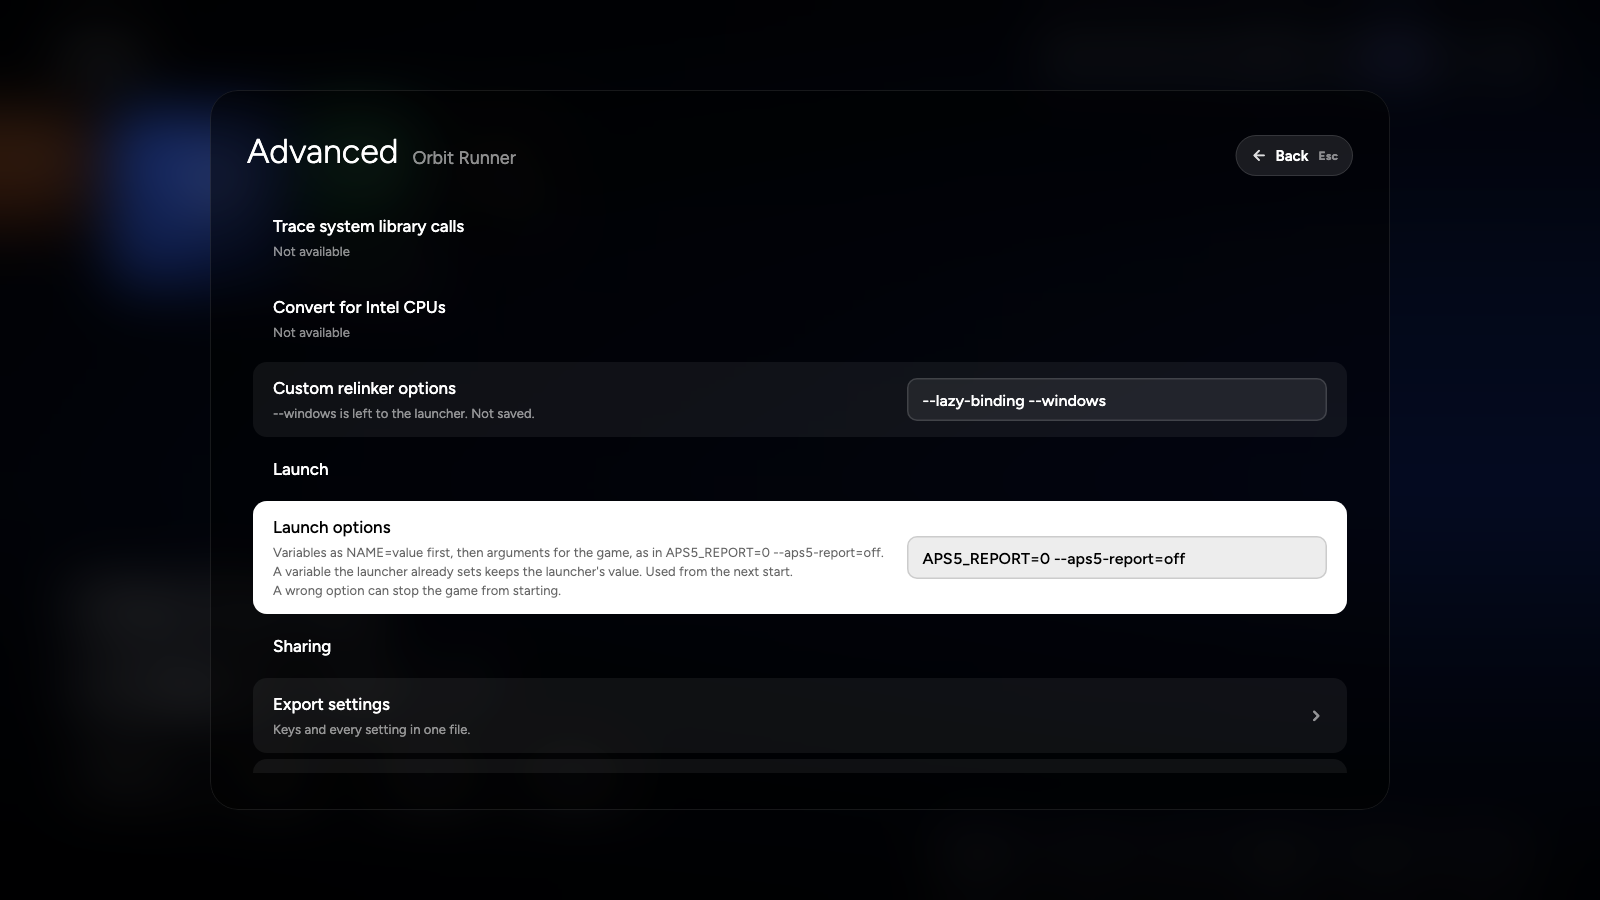 Advanced Orbit Runner
Back Esc
Trace system library calls
Not available
Convert for Intel CPUs
Not available
Custom relinker options
--windows is left to the launcher. Not saved.
--lazy-binding --windows
Launch
Launch options
Variables as NAME=value first, then arguments for the game, as in APS5_REPORT=0 --aps5-report=off.
A variable the launcher already sets keeps the launcher's value. Used from the next start.
A wrong option can stop the game from starting.
APS5_REPORT=0 --aps5-report=off
Sharing
Export settings
Keys and every setting in one file.